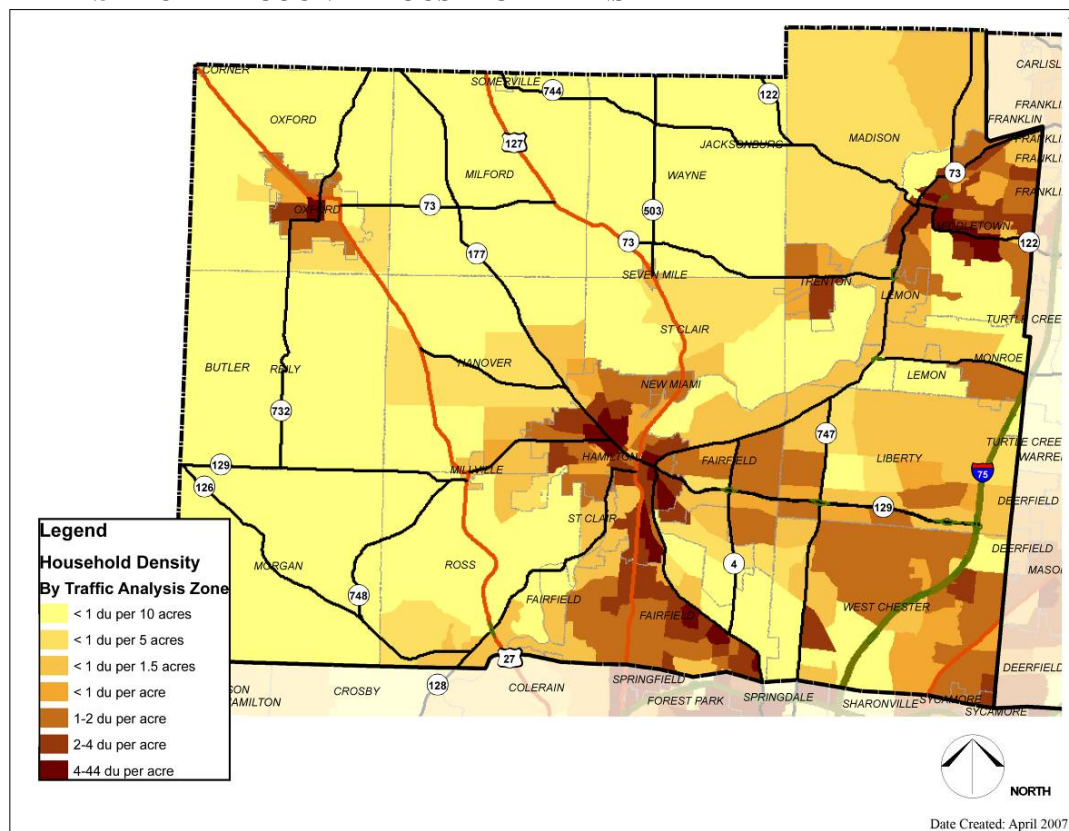 CORNER
SOMERVILLE
744
122
CARLISL
OXFORD
FRANKLIN
FRANKLIN
127
JACKSONBURG
MADISON
FRANKLI
MILFORD
WAYNE
73
FRANKLI
FRANKLI
OXFORD
73
503
122
177
73
SEVEN MILE
TRENTON
LEMON
TURTLE CREE
ST CLAIR
BUTLER
REILY
HANOVER
MONROE
LEMON
NEW MIAMI
732
747
HAMILTON
FAIRFIELD
LIBERTY
TURTLE CREE
WARRE
129
MILLVILLE
75
126
DEERFIELD
129
ST CLAIR
DEERFIELD
MORGAN
ROSS
4
MASO
748
FAIRFIELD
FAIRFIELD
WEST CHESTER
27
DEERFIELD
128
CROSBY
COLERAIN
SPRINGFIELD
FOREST PARK
SPRINGDALE
SHARONVILLE
SYCAMORE
SYCAMORE
Legend
Household Density
By Traffic Analysis Zone
< 1 du per 10 acres
< 1 du per 5 acres
< 1 du per 1.5 acres
< 1 du per acre
1-2 du per acre
2-4 du per acre
4-44 du per acre
NORTH
Date Created: April 2007